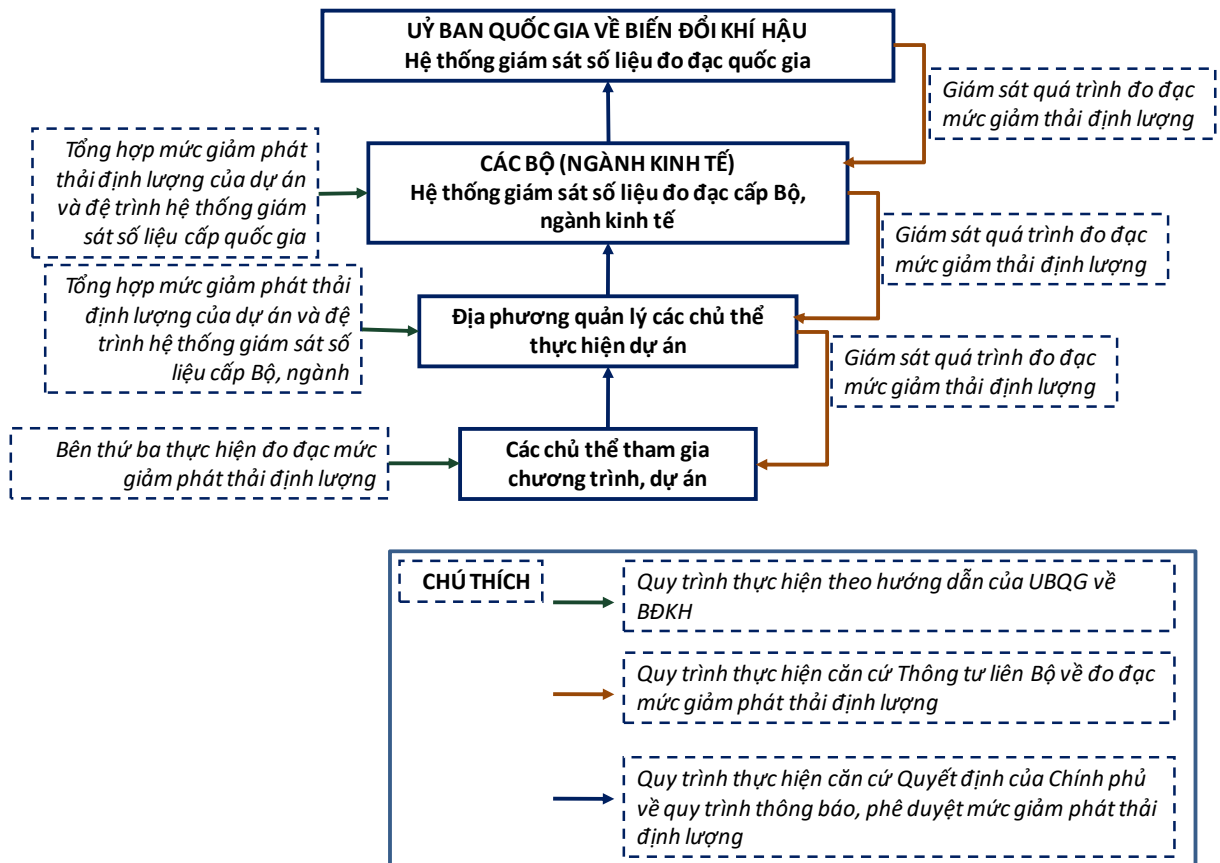 UỶ BAN QUỐC GIA VỀ BIẾN ĐỔI KHÍ HẬU
Hệ thống giám sát số liệu đo đạc quốc gia
Giám sát quá trình đo đạc
mức giảm thải định lượng
Tổng hợp mức giảm phát
thải định lượng của dự án
và đệ trình hệ thống giám
sát số liệu cấp quốc gia
CÁC BỘ (NGÀNH KINH TẾ)
Hệ thống giám sát số liệu đo đạc cấp Bộ,
ngành kinh tế
Giám sát quá trình đo đạc
mức giảm thải định lượng
Tổng hợp mức giảm phát thải
định lượng của dự án và đệ
trình hệ thống giám sát số
liệu cấp Bộ, ngành
Địa phương quản lý các chủ thể
thực hiện dự án
Giám sát quá trình đo đạc
mức giảm thải định lượng
Bên thứ ba thực hiện đo đạc mức
giảm phát thải định lượng
Các chủ thể tham gia
chương trình, dự án
CHÚ THÍCH
Quy trình thực hiện theo hướng dẫn của UBQG về
BĐKH
Quy trình thực hiện căn cứ Thông tư liên Bộ về đo đạc
mức giảm phát thải định lượng
Quy trình thực hiện căn cứ Quyết định của Chính phủ
về quy trình thông báo, phê duyệt mức giảm phát thải
định lượng